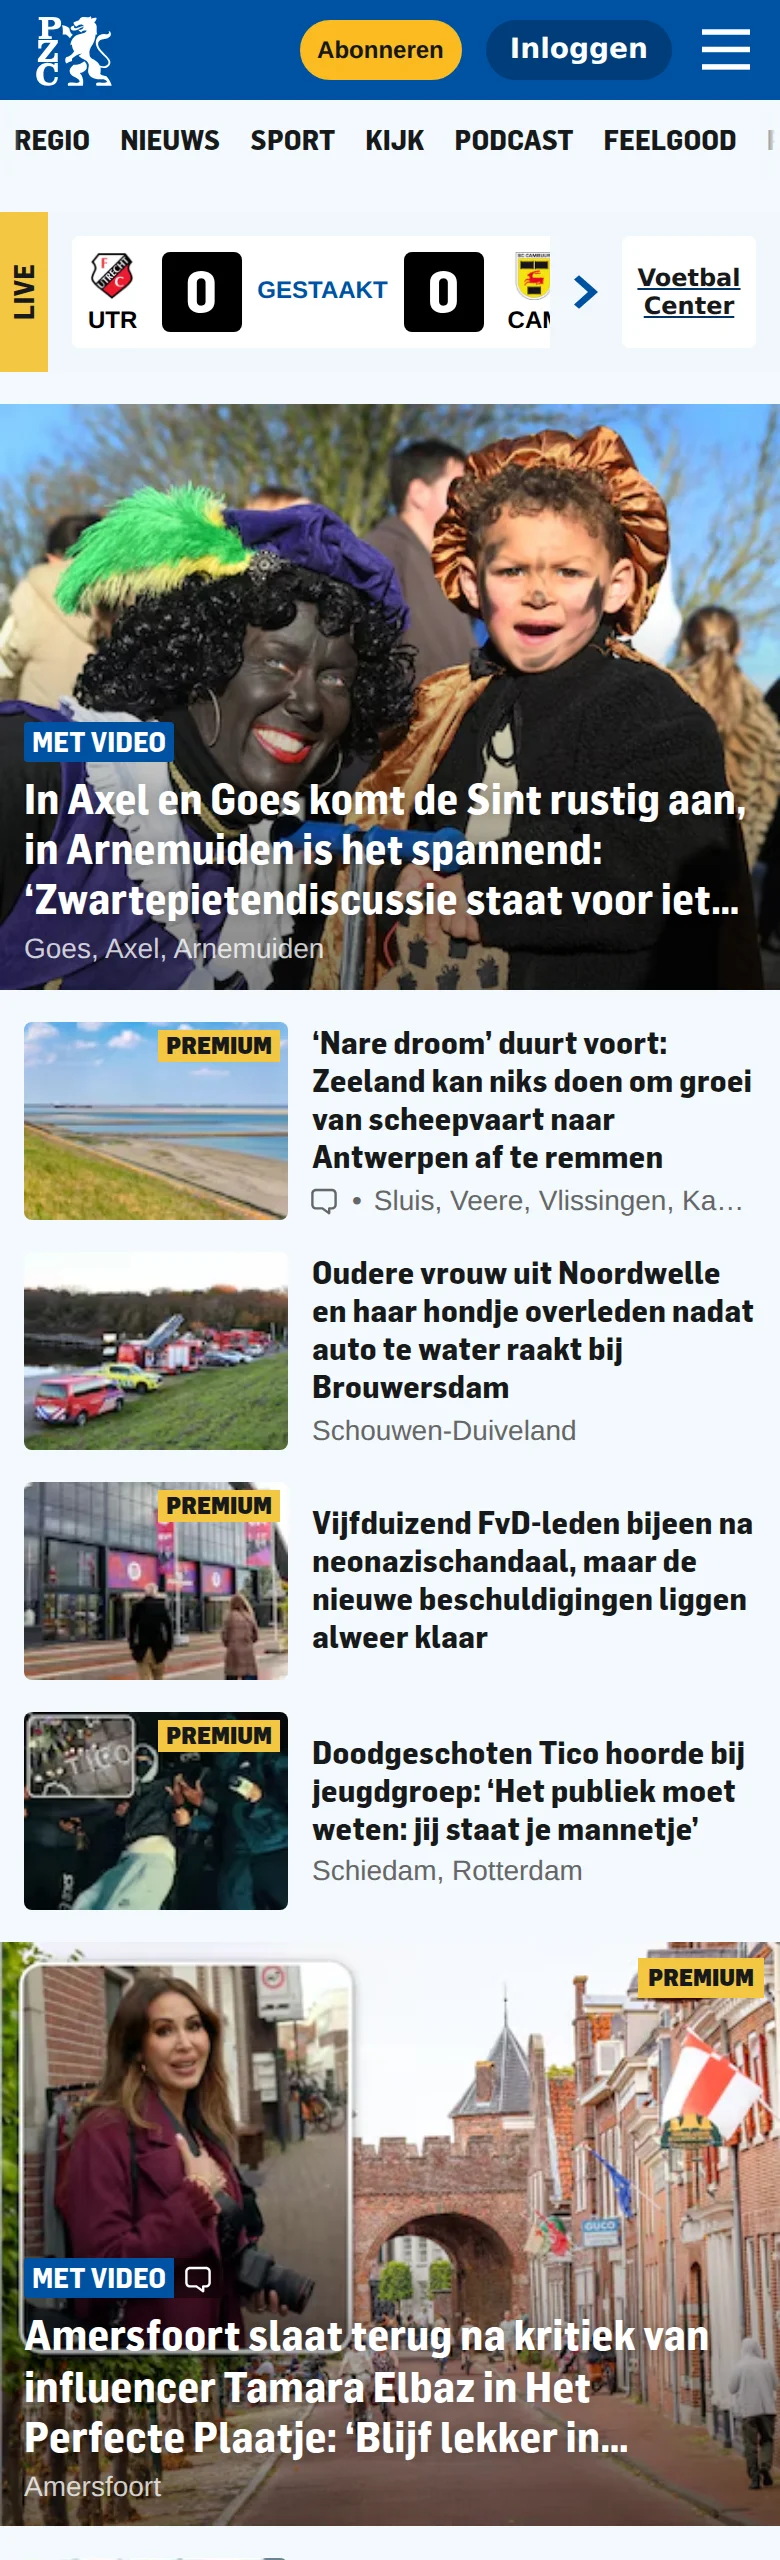 PZC
Abonneren
Inloggen
REGIO NIEUWS SPORT KIJK PODCAST FEELGOOD
LIVE
UTR
0
GESTAAKT
0
CAM
Voetbal
Center
MET VIDEO
In Axel en Goes komt de Sint rustig aan,
in Arnemuiden is het spannend:
‘Zwartepietendiscussie staat voor iet...
Goes, Axel, Arnemuiden
PREMIUM
‘Nare droom’ duurt voort:
Zeeland kan niks doen om groei
van scheepvaart naar
Antwerpen af te remmen
• Sluis, Veere, Vlissingen, Ka...
Oudere vrouw uit Noordwelle
en haar hondje overleden nadat
auto te water raakt bij
Brouwersdam
Schouwen-Duiveland
PREMIUM
Vijfduizend FvD-leden bijeen na
neonazischandaal, maar de
nieuwe beschuldigingen liggen
alweer klaar
TICO
PREMIUM
Doodgeschoten Tico hoorde bij
jeugdgroep: ‘Het publiek moet
weten: jij staat je mannetje’
Schiedam, Rotterdam
PREMIUM
MET VIDEO
Amersfoort slaat terug na kritiek van
influencer Tamara Elbaz in Het
Perfecte Plaatje: ‘Blijf lekker in...
Amersfoort